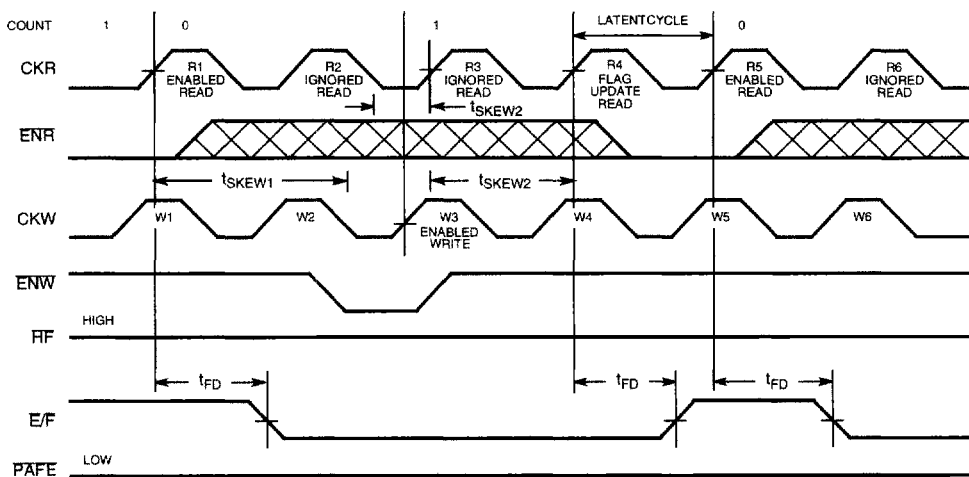 COUNT 1 0 1 LATENTCYCLE 0
CKR
R1 ENABLED READ
R2 IGNORED READ
R3 IGNORED READ
R4 FLAG UPDATE READ
R5 ENABLED READ
R6 IGNORED READ
tSKEW2
ENR
tSKEW1 tSKEW2
CKW
W1 W2 W3 ENABLED WRITE W4 W5 W6
ENW
HF HIGH
tFD tFD tFD
E/F
PAFE LOW